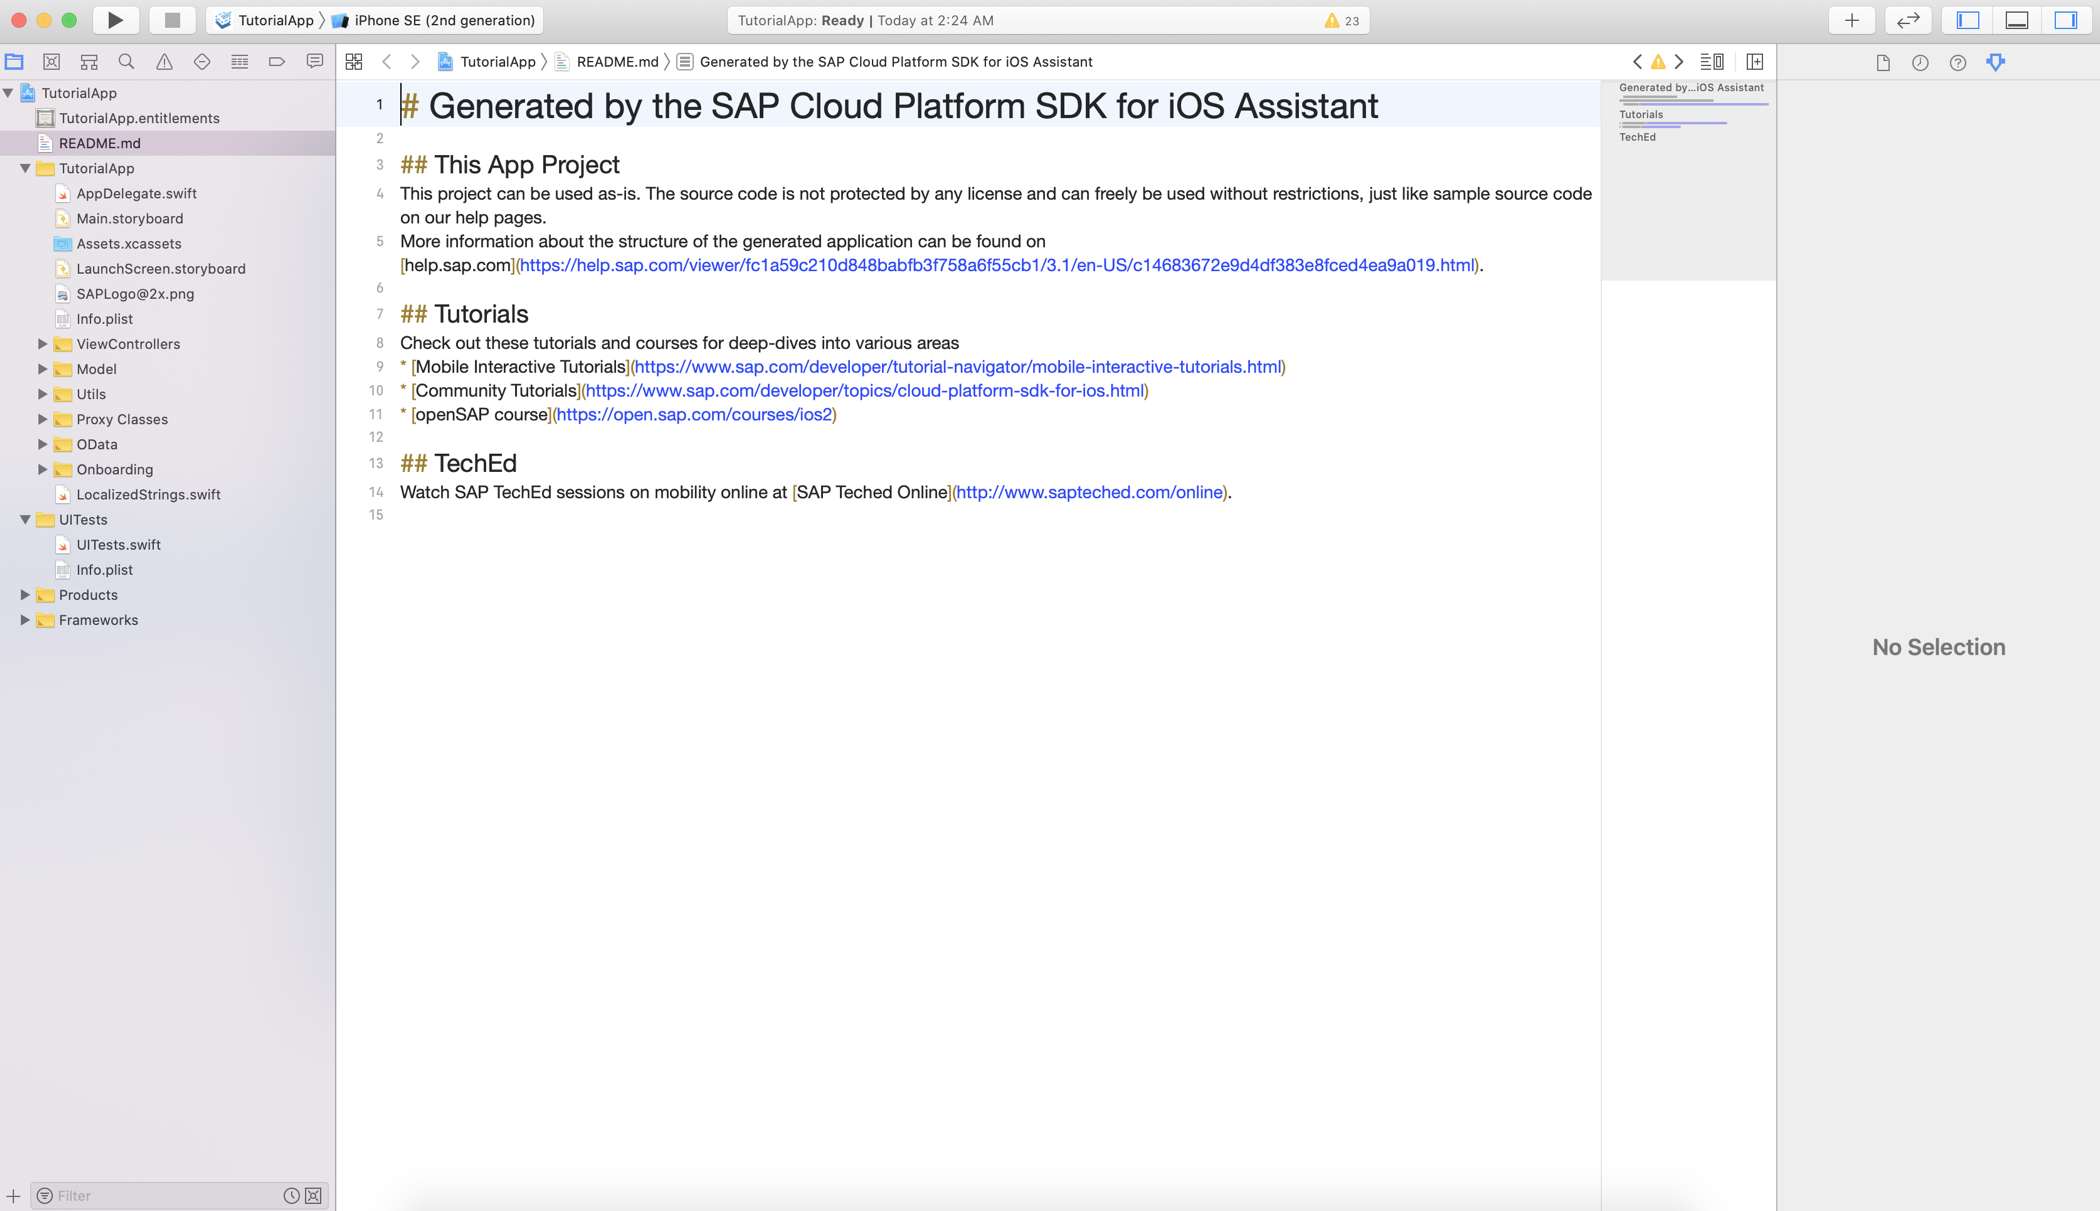 TutorialApp iPhone SE (2nd generation)
TutorialApp: Ready | Today at 2:24 AM 23
TutorialApp README.md Generated by the SAP Cloud Platform SDK for iOS Assistant
TutorialApp
TutorialApp.entitlements
README.md
TutorialApp
AppDelegate.swift
Main.storyboard
Assets.xcassets
LaunchScreen.storyboard
SAPLogo@2x.png
Info.plist
ViewControllers
Model
Utils
Proxy Classes
OData
Onboarding
LocalizedStrings.swift
UITests
UITests.swift
Info.plist
Products
Frameworks
Filter
1 # Generated by the SAP Cloud Platform SDK for iOS Assistant
2
3 ## This App Project
4 This project can be used as-is. The source code is not protected by any license and can freely be used without restrictions, just like sample source code
on our help pages.
5 More information about the structure of the generated application can be found on
[help.sap.com](https://help.sap.com/viewer/fc1a59c210d848babfb3f758a6f55cb1/3.1/en-US/c14683672e9d4df383e8fced4ea9a019.html).
6
7 ## Tutorials
8 Check out these tutorials and courses for deep-dives into various areas
9 * [Mobile Interactive Tutorials](https://www.sap.com/developer/tutorial-navigator/mobile-interactive-tutorials.html)
10 * [Community Tutorials](https://www.sap.com/developer/topics/cloud-platform-sdk-for-ios.html)
11 * [openSAP course](https://open.sap.com/courses/ios2)
12
13 ## TechEd
14 Watch SAP TechEd sessions on mobility online at [SAP Teched Online](http://www.sapteched.com/online).
15
Generated by...iOS Assistant
Tutorials
TechEd
No Selection